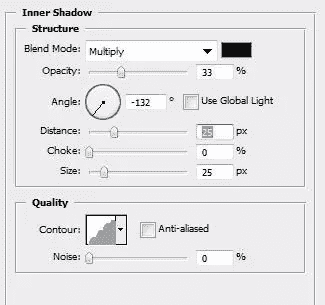 Inner Shadow
Structure
Blend Mode: Multiply
Opacity: 33 %
Angle: -132 ° Use Global Light
Distance: 25 px
Choke: 0 %
Size: 25 px
Quality
Contour: Anti-aliased
Noise: 0 %